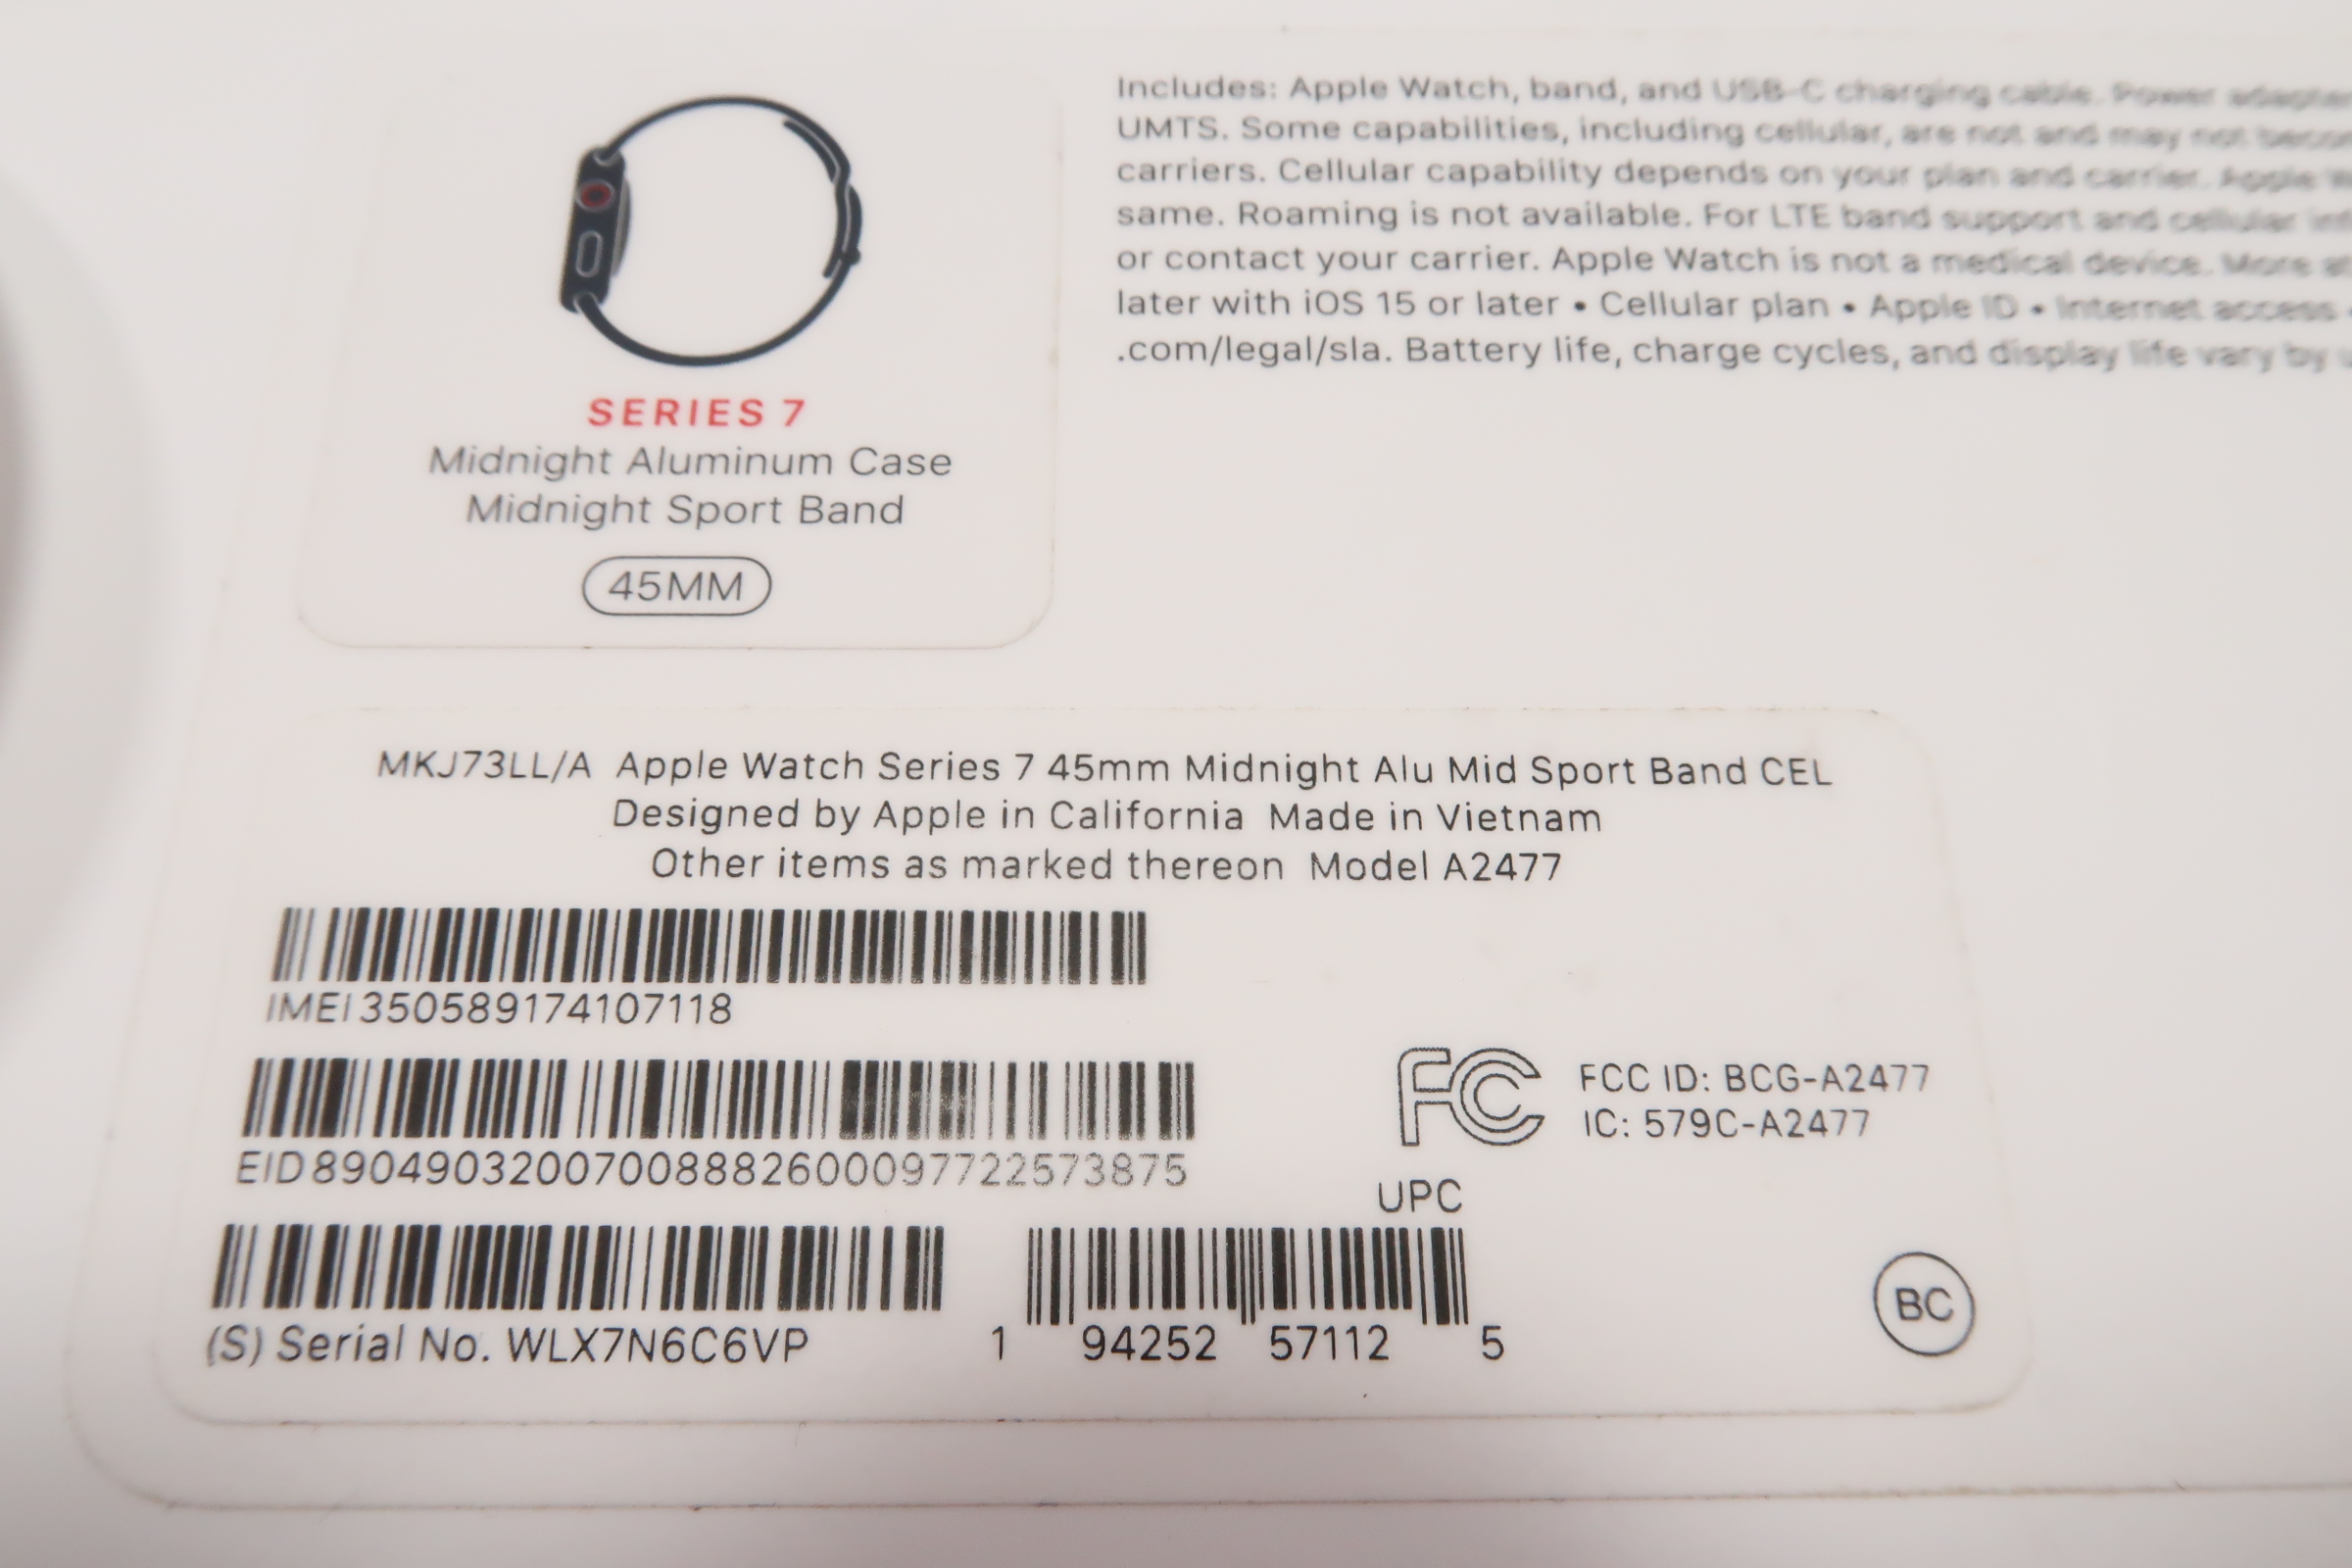 Includes: Apple Watch, band, and USB-C charging cable. Power adapter
UMTS. Some capabilities, including cellular, are not and may not
carriers. Cellular capability depends on your plan and carrier. Apple
same. Roaming is not available. For LTE band support and cellular
or contact your carrier. Apple Watch is not a medical device. More at
later with iOS 15 or later • Cellular plan • Apple ID • Internet access
.com/legal/sla. Battery life, charge cycles, and display life vary by
SERIES 7
Midnight Aluminum Case
Midnight Sport Band
45MM
MKJ73LL/A Apple Watch Series 7 45mm Midnight Alu Mid Sport Band CEL
Designed by Apple in California Made in Vietnam
Other items as marked thereon Model A2477
IMEI 350589174107118
EID 89049032007008882600097722573875
FC
FCC ID: BCG-A2477
IC: 579C-A2477
UPC
(S) Serial No. WLX7N6C6VP
1 94252 57112 5
BC